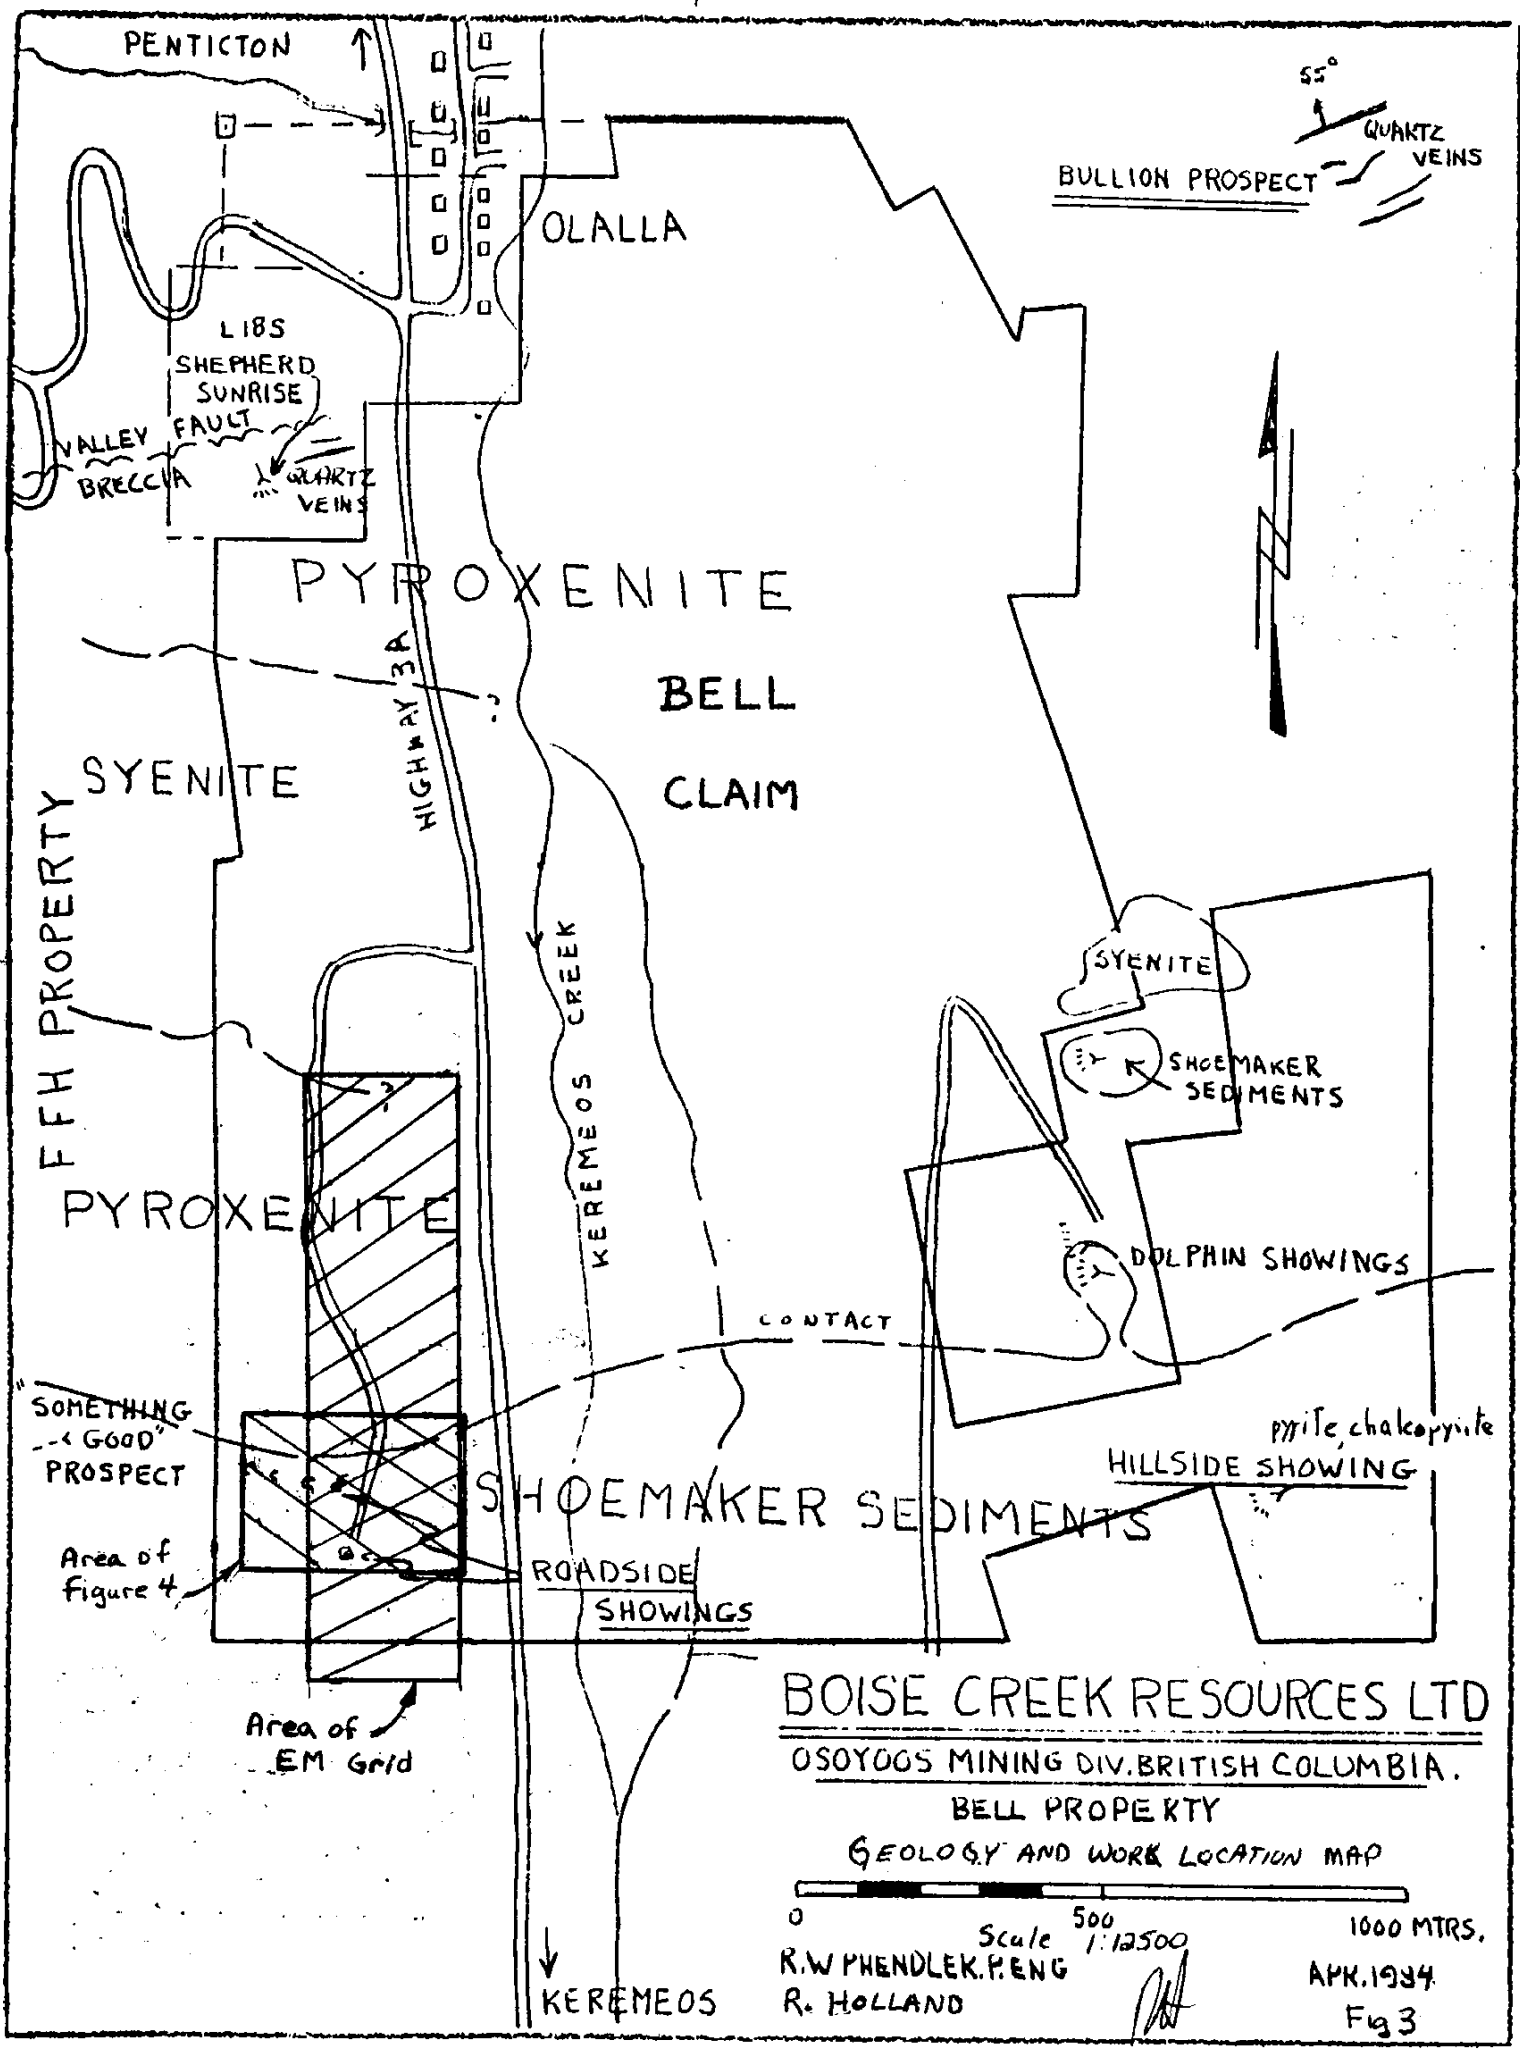 PENTICTON
55°
QUARTZ
VEINS
BULLION PROSPECT
OLALLA
L18S
SHEPHERD
SUNRISE
FAULT
VALLEY
BRECCIA
QUARTZ
VEINS
PYROXENITE
HIGHWAY 3A
BELL
CLAIM
SYENITE
FFH PROPERTY
KEREMEOS CREEK
SYENITE
SHOEMAKER
SEDIMENTS
PYROXENITE
DOLPHIN SHOWINGS
CONTACT
"SOMETHING
GOOD"
PROSPECT
pyrite, chalcopyrite
HILLSIDE SHOWING
SHOEMAKER SEDIMENTS
Area of
Figure 4
ROADSIDE
SHOWINGS
Area of
EM Grid
BOISE CREEK RESOURCES LTD
OSOYOOS MINING DIV. BRITISH COLUMBIA.
BELL PROPERTY
GEOLOGY AND WORK LOCATION MAP
0 500 1000 MTRS.
Scale 1:12500
R.W PHENDLEK.P.ENG
R. HOLLAND
APR. 1984
Fig 3
KEREMEOS